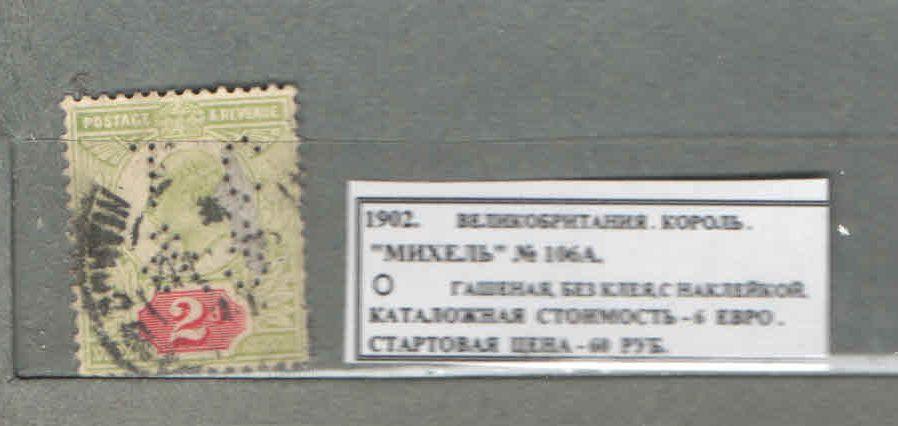 POSTAGE & REVENUE
2D
1902. ВЕЛИКОБРИТАНИЯ. КОРОЛЬ.
"МИХЕЛЬ" № 106А.
О ГАШЕНАЯ, БЕЗ КЛЕЯ, С НАКЛЕЙКОЙ,
КАТАЛОЖНАЯ СТОИМОСТЬ - 6 ЕВРО.
СТАРТОВАЯ ЦЕНА - 60 РУБ.